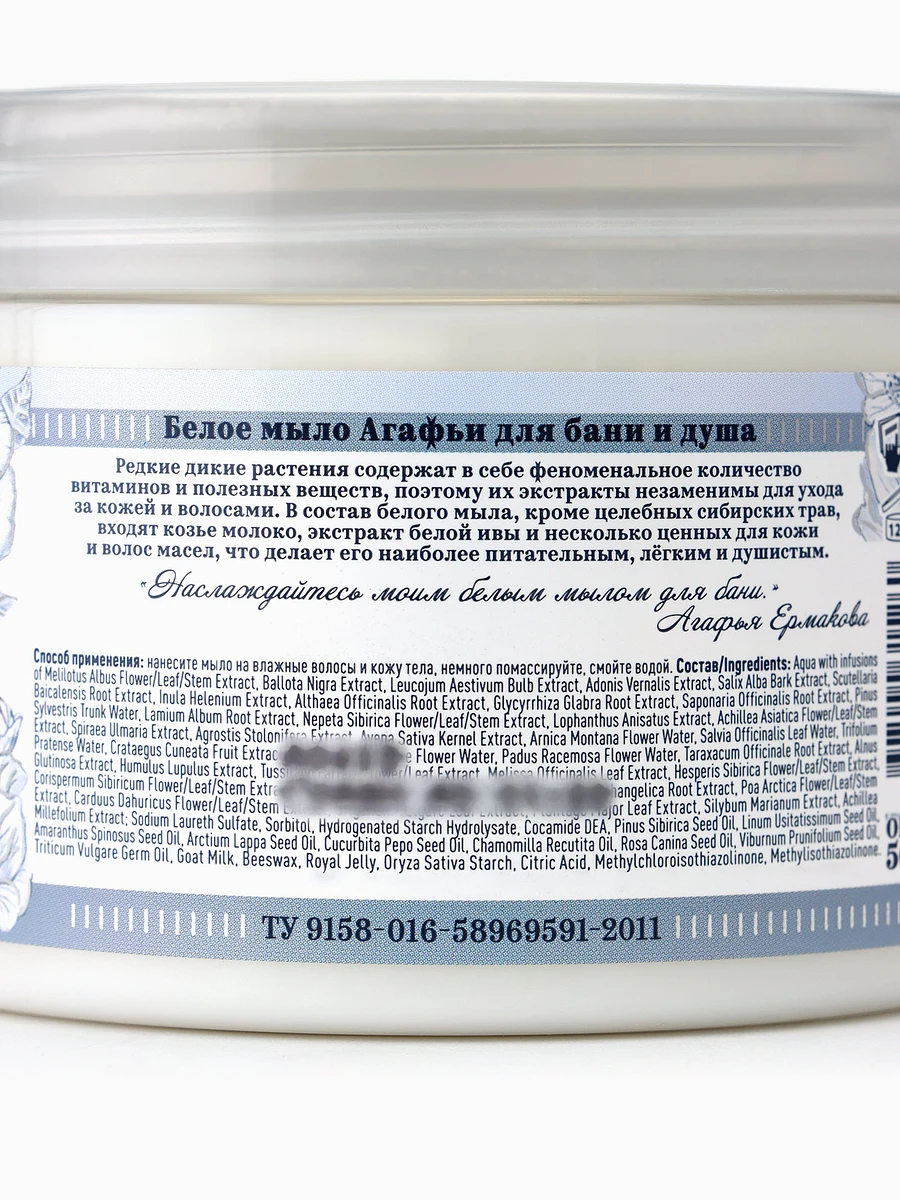 Белое мыло Агафьи для бани и душа
Редкие дикие растения содержат в себе феноменальное количество
витаминов и полезных веществ, поэтому их экстракты незаменимы для ухода
за кожей и волосами. В состав белого мыла, кроме целебных сибирских трав,
входят козье молоко, экстракт белой ивы и несколько ценных для кожи
и волос масел, что делает его наиболее питательным, лёгким и душистым.
"Наслаждайтесь моим белым мылом для бани."
Агафья Ермакова
Способ применения: нанесите мыло на влажные волосы и кожу тела, немного помассируйте, смойте водой. Состав/Ingredients: Aqua with infusions
of Melilotus Albus Flower/Leaf/Stem Extract, Ballota Nigra Extract, Leucojum Aestivum Bulb Extract, Adonis Vernalis Extract, Salix Alba Bark Extract, Scutellaria
Baicalensis Root Extract, Inula Helenium Extract, Althaea Officinalis Root Extract, Glycyrrhiza Glabra Root Extract, Saponaria Officinalis Root Extract, Pinus
Sylvestris Trunk Water, Lamium Album Root Extract, Nepeta Sibirica Flower/Leaf/Stem Extract, Lophanthus Anisatus Extract, Achillea Asiatica Flower/Leaf/Stem
Extract, Spiraea Ulmaria Extract, Agrostis Stolonifera Extract, Avena Sativa Kernel Extract, Arnica Montana Flower Water, Salvia Officinalis Leaf Water, Trifolium
Pratense Water, Crataegus Cuneata Fruit Flower Water, Padus Racemosa Flower Water, Taraxacum Officinale Root Extract, Alnus
Glutinosa Extract, Humulus Lupulus Extract, /Leaf Extract, Melissa Officinalis Leaf Extract, Hesperis Sibirica Flower/Leaf/Stem Extract,
Corispermum Sibiricum Flower/Leaf/Stem Root Extract, Poa Arctica Flower/Leaf/Stem
Extract, Carduus Dahuricus Flower/Leaf/Stem Leaf Extract, Silybum Marianum Extract, Achillea
Millefolium Extract; Sodium Laureth Sulfate, Sorbitol, Hydrogenated Starch Hydrolysate, Cocamide DEA, Pinus Sibirica Seed Oil, Linum Usitatissimum Seed Oil,
Amaranthus Spinosus Seed Oil, Arctium Lappa Seed Oil, Cucurbita Pepo Seed Oil, Chamomilla Recutita Oil, Rosa Canina Seed Oil, Viburnum Prunifolium Seed Oil,
Triticum Vulgare Germ Oil, Goat Milk, Beeswax, Royal Jelly, Oryza Sativa Starch, Citric Acid, Methylchloroisothiazolinone, Methylisothiazolinone.
ТУ 9158-016-58969591-2011